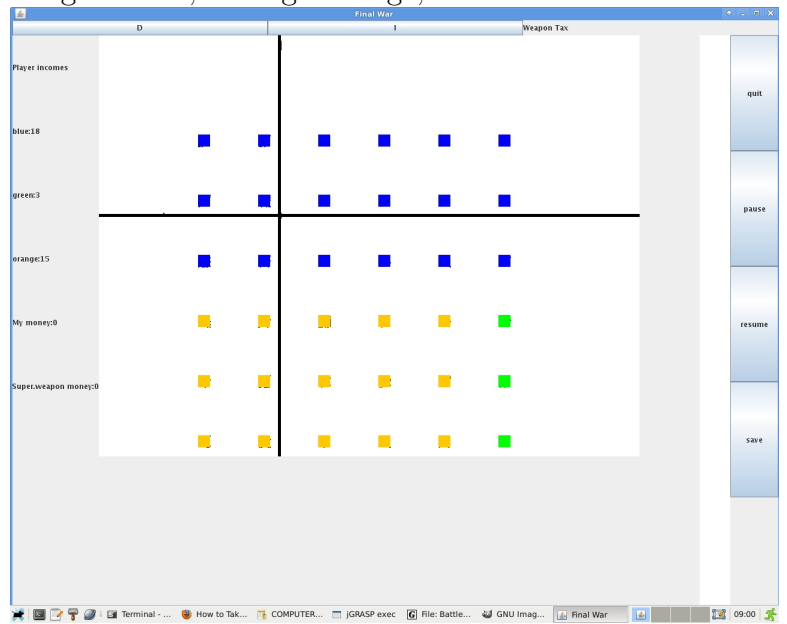 Final War
D I Weapon Tax
Player incomes
quit
blue:18
green:3
pause
orange:15
My money:0
resume
Super.weapon money:0
save
Terminal - ... How to Tak... COMPUTER... jGRASP exec File: Battle... GNU Imag... Final War 09:00